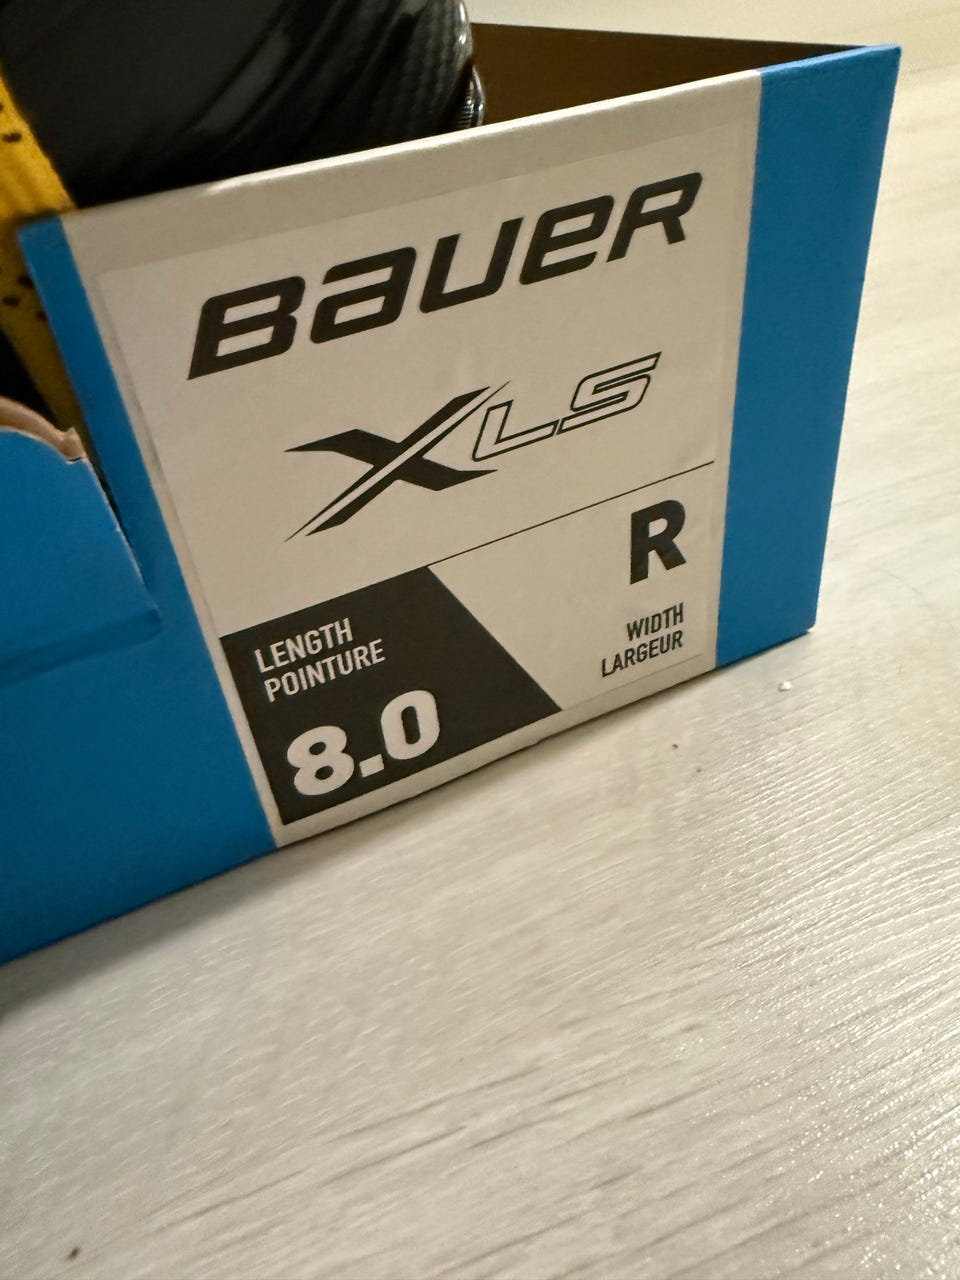 BAUER
XLS
R
WIDTH
LARGEUR
LENGTH
POINTURE
8.0